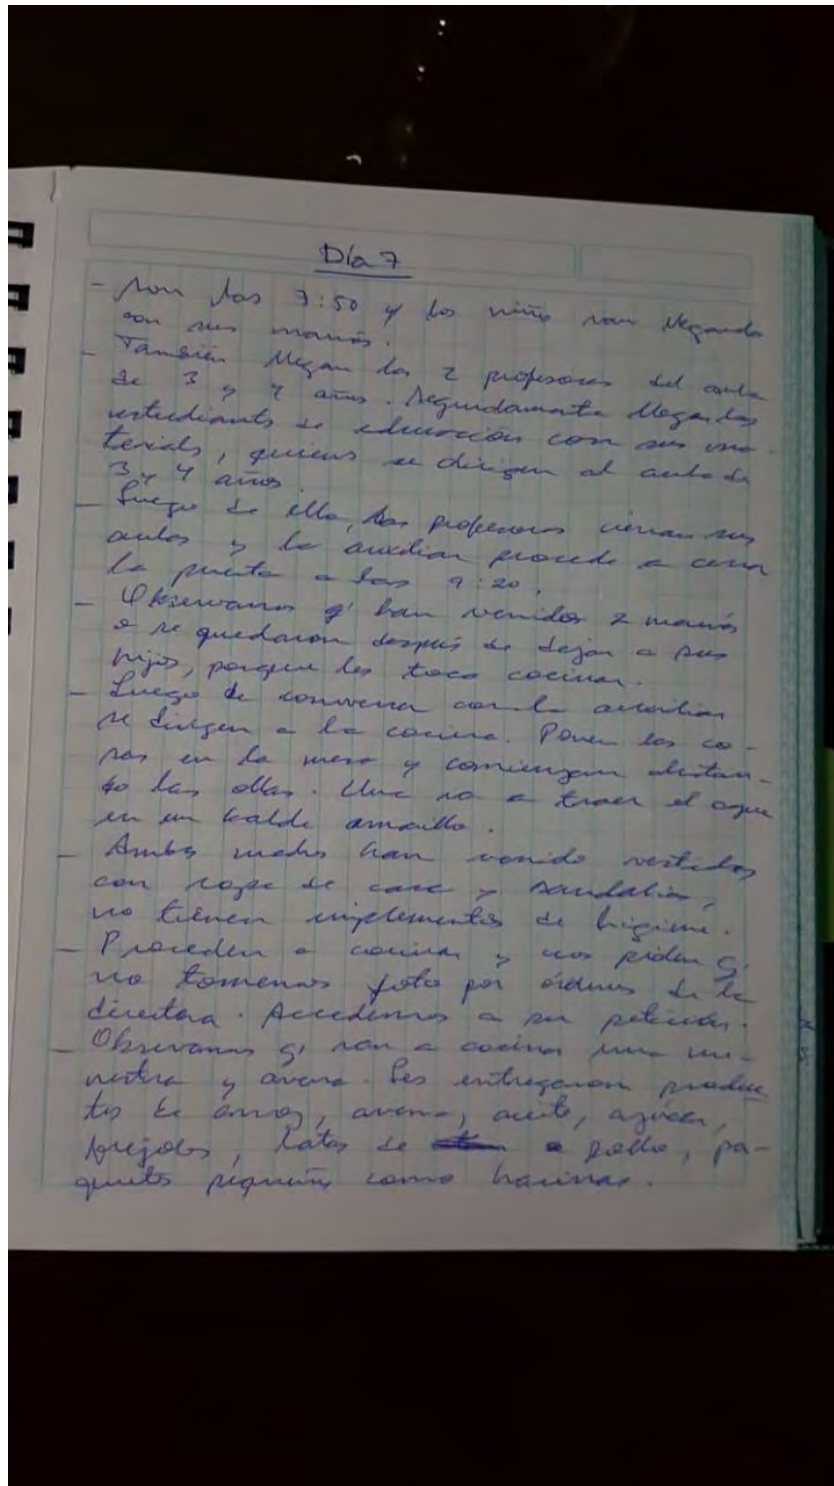 Día 7
- Son las 7:50 y los niño van llegando
con sus mamás.
- También llegan las 2 profesoras del aula
de 3 y 4 años. Seguidamente llegan las
estudiantes de educación con sus ma-
teriales, quienes se dirigen al aula de
3 y 4 años.
- Luego de ello, las profesoras cierran sus
aulas y la auxiliar procede a cerrar
la puerta a las 9:20.
- Observamos q' han venidos 2 mamás
o se quedaron después de dejar a sus
hijos, porque les toca cocinar.
- Luego de conversar con la auxiliar
se dirigen a la cocina. Ponen las co-
sas en la mesa y comienzan alistan-
do las ollas. Una va a traer el agua
en un balde amarillo.
- Ambas madres han venido vestidas
con ropa de casa y sandalias,
no tienen implementos de higiene.
- Proceden a cocinar y nos piden q'
no tomemos foto por órdenes de la
directora. Accedemos a su petición.
- Observamos q' van a cocinar una me-
nestra y avena. Les entregaron produc
tos de arroz, avena, aceite, azúcar,
frejoles, latas de pollo, pa-
quetes pequeños como harinas.